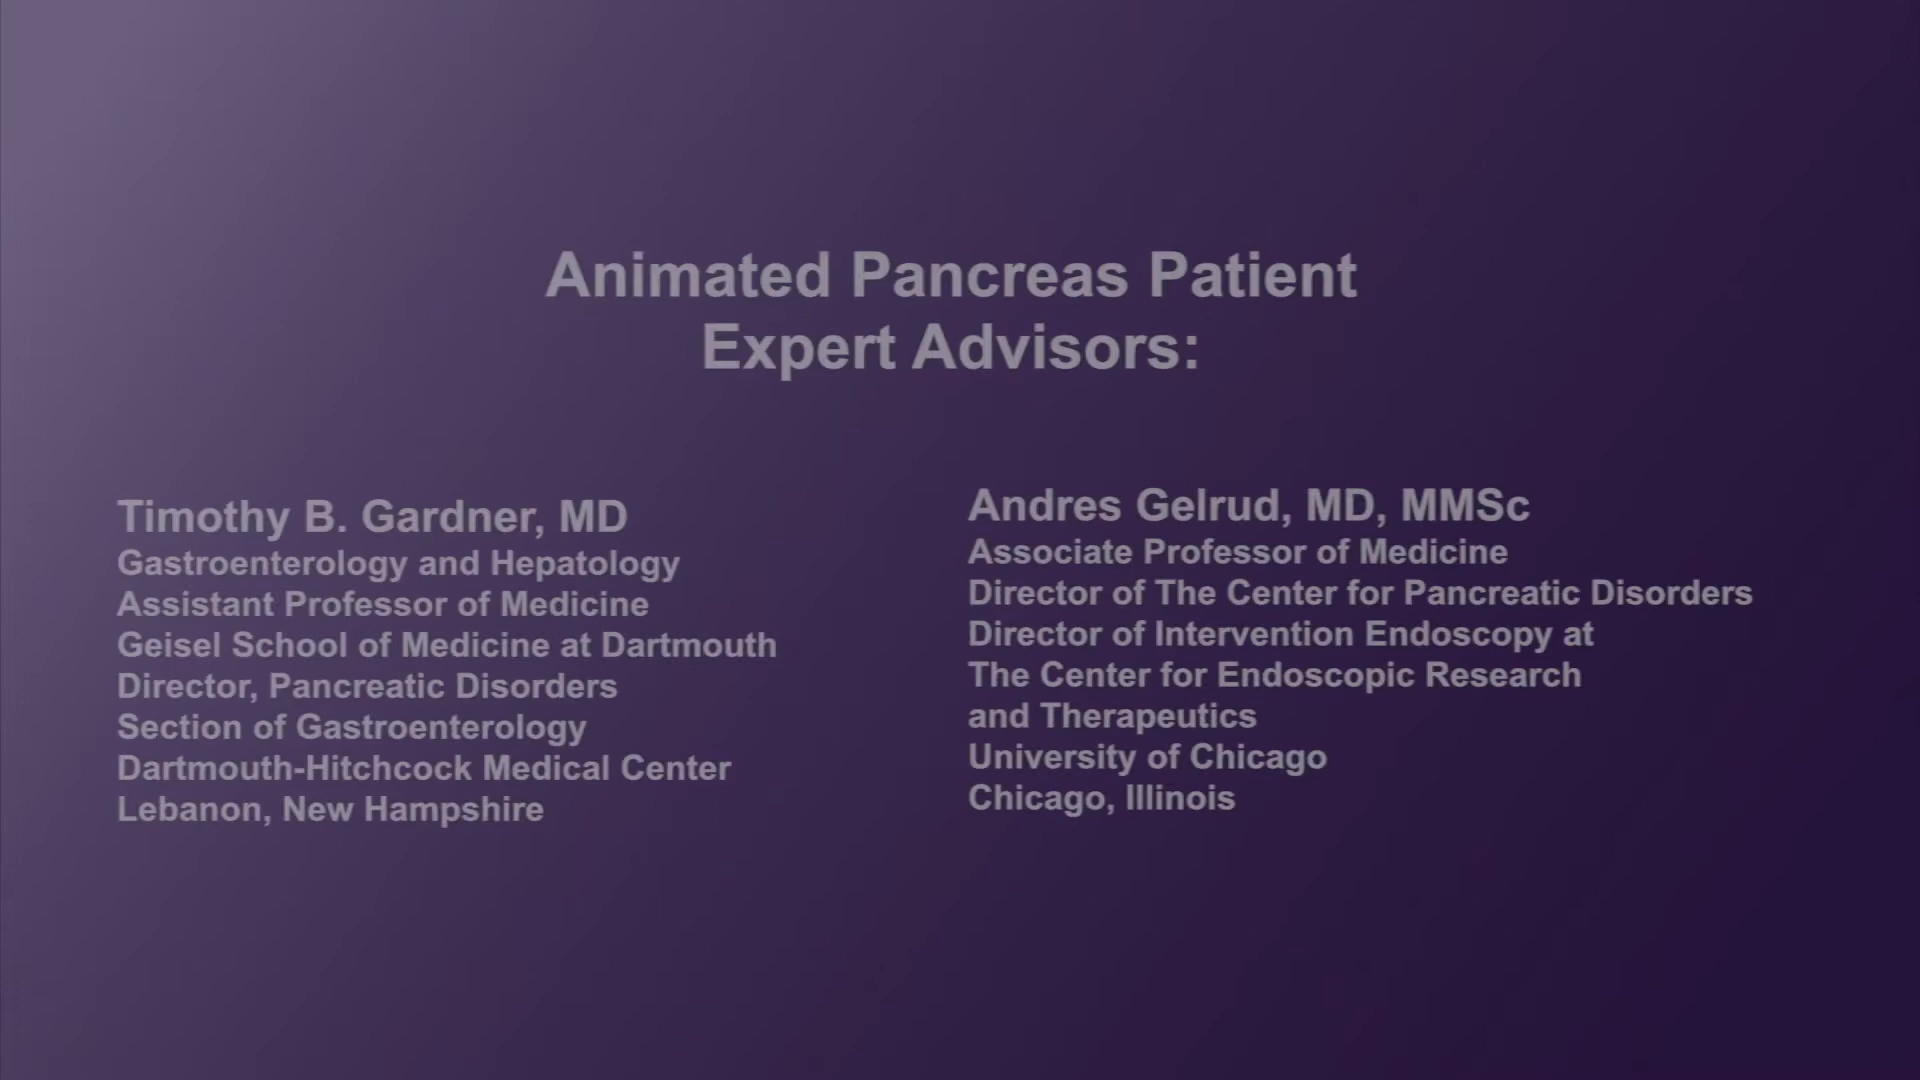 Animated Pancreas Patient
Expert Advisors:
Timothy B. Gardner, MD
Gastroenterology and Hepatology
Assistant Professor of Medicine
Geisel School of Medicine at Dartmouth
Director, Pancreatic Disorders
Section of Gastroenterology
Dartmouth-Hitchcock Medical Center
Lebanon, New Hampshire
Andres Gelrud, MD, MMSc
Associate Professor of Medicine
Director of The Center for Pancreatic Disorders
Director of Intervention Endoscopy at
The Center for Endoscopic Research
and Therapeutics
University of Chicago
Chicago, Illinois